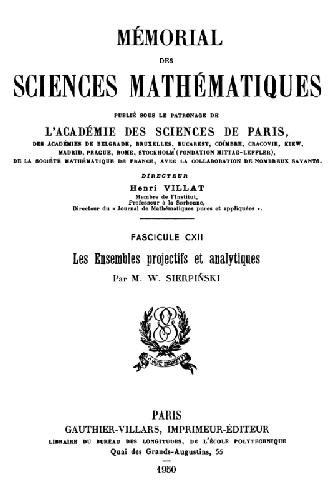 MÉMORIAL
DES
SCIENCES MATHÉMATIQUES
PUBLIÉ SOUS LE PATRONAGE DE
L'ACADÉMIE DES SCIENCES DE PARIS,
DES ACADÉMIES DE BELGRADE, BRUXELLES, BUCAREST, COÏMBRE, CRACOVIE, KIEW,
MADRID, PRAGUE, ROME, STOCKHOLM (FONDATION MITTAG-LEFFLER),
DE LA SOCIÉTÉ MATHÉMATIQUE DE FRANCE, AVEC LA COLLABORATION DE NOMBREUX SAVANTS.
DIRECTEUR
Henri VILLAT
Membre de l'Institut,
Professeur à la Sorbonne,
Directeur du « Journal de Mathématiques pures et appliquées ».
FASCICULE CXII
Les Ensembles projectifs et analytiques
Par M. W. SIERPIŃSKI
PARIS
GAUTHIER-VILLARS, IMPRIMEUR-ÉDITEUR
LIBRAIRE DU BUREAU DES LONGITUDES, DE L'ÉCOLE POLYTECHNIQUE
Quai des Grands-Augustins, 55
1950